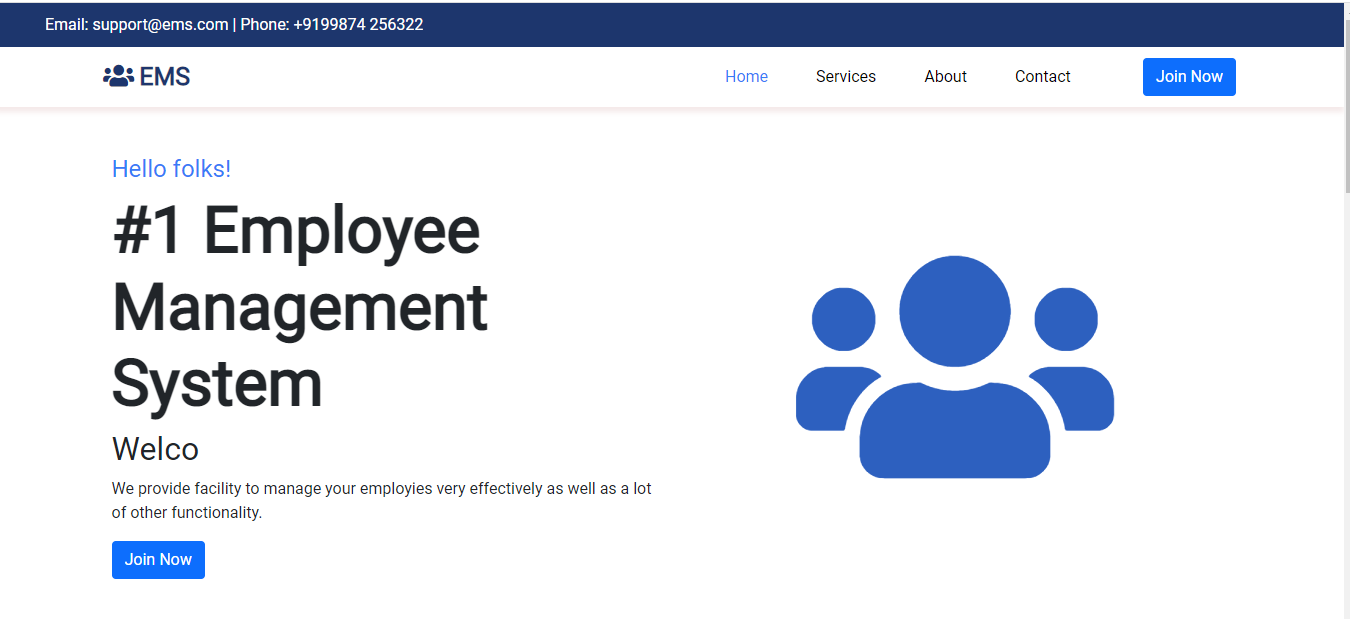 Email: support@ems.com | Phone: +9199874 256322
EMS
Home Services About Contact Join Now
Hello folks!
#1 Employee
Management
System
Welco
We provide facility to manage your employies very effectively as well as a lot
of other functionality.
Join Now